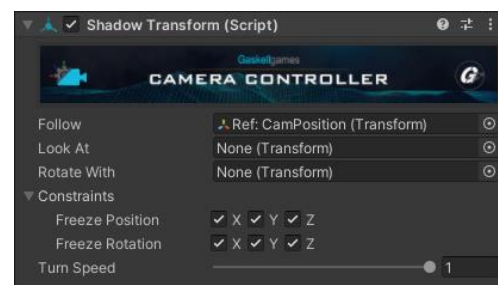 Shadow Transform (Script)
Gaskellgames
CAMERA CONTROLLER
G
Follow Ref: CamPosition (Transform)
Look At None (Transform)
Rotate With None (Transform)
Constraints
Freeze Position X Y Z
Freeze Rotation X Y Z
Turn Speed 1